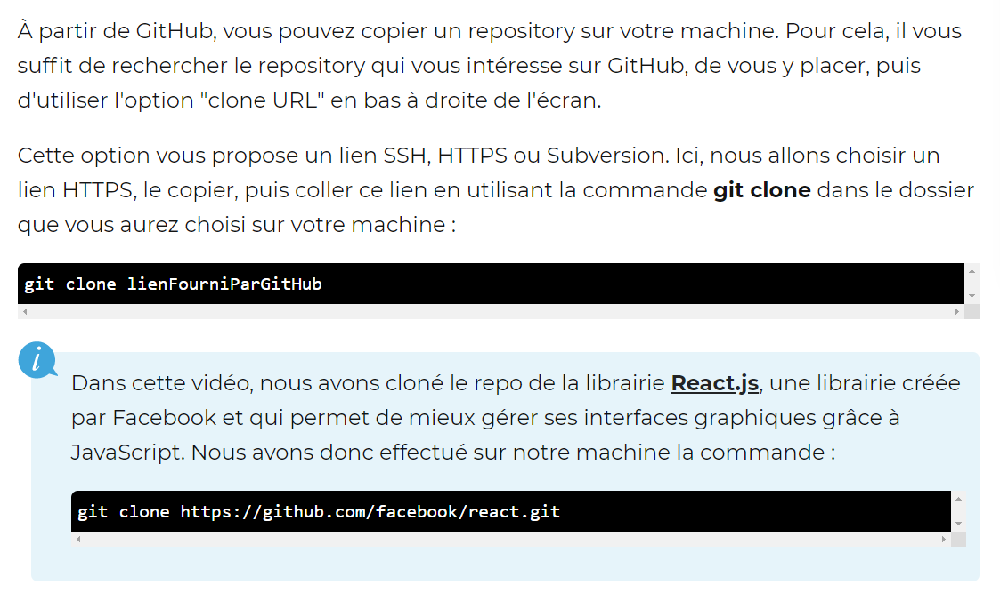 À partir de GitHub, vous pouvez copier un repository sur votre machine. Pour cela, il vous
suffit de rechercher le repository qui vous intéresse sur GitHub, de vous y placer, puis
d'utiliser l'option "clone URL" en bas à droite de l'écran.
Cette option vous propose un lien SSH, HTTPS ou Subversion. Ici, nous allons choisir un
lien HTTPS, le copier, puis coller ce lien en utilisant la commande git clone dans le dossier
que vous aurez choisi sur votre machine :
git clone lienFourniParGitHub
i
Dans cette vidéo, nous avons cloné le repo de la librairie React.js, une librairie créée
par Facebook et qui permet de mieux gérer ses interfaces graphiques grâce à
JavaScript. Nous avons donc effectué sur notre machine la commande :
git clone https://github.com/facebook/react.git